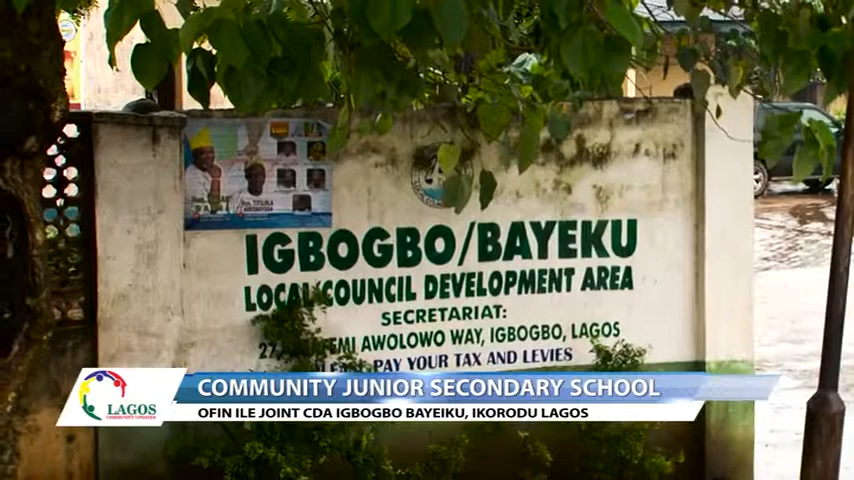 IGBOGBO/BAYEKU
LOCAL COUNCIL DEVELOPMENT AREA
SECRETARIAT:
AWOLOWO WAY, IGBOGBO, LAGOS
PAY YOUR TAX AND LEVIES
COMMUNITY JUNIOR SECONDARY SCHOOL
OFIN ILE JOINT CDA IGBOGBO BAYEIKU, IKORODU LAGOS
LAGOS